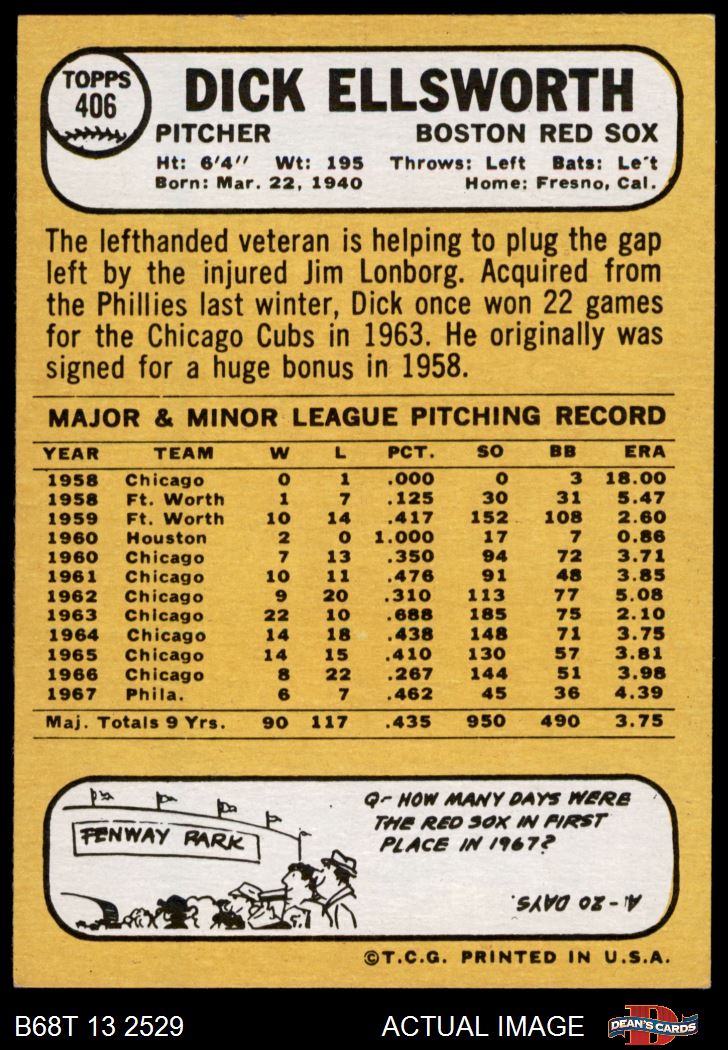 TOPPS
406
DICK ELLSWORTH
PITCHER BOSTON RED SOX
Ht: 6'4" Wt: 195 Throws: Left Bats: Le't
Born: Mar. 22, 1940 Home: Fresno, Cal.
The lefthanded veteran is helping to plug the gap
left by the injured Jim Lonborg. Acquired from
the Phillies last winter, Dick once won 22 games
for the Chicago Cubs in 1963. He originally was
signed for a huge bonus in 1958.
MAJOR & MINOR LEAGUE PITCHING RECORD
YEAR TEAM W L PCT. SO BB ERA
1958 Chicago 0 1 .000 0 3 18.00
1958 Ft. Worth 1 7 .125 30 31 5.47
1959 Ft. Worth 10 14 .417 152 108 2.60
1960 Houston 2 0 1.000 17 7 0.86
1960 Chicago 7 13 .350 94 72 3.71
1961 Chicago 10 11 .476 91 48 3.85
1962 Chicago 9 20 .310 113 77 5.08
1963 Chicago 22 10 .688 185 75 2.10
1964 Chicago 14 18 .438 148 71 3.75
1965 Chicago 14 15 .410 130 57 3.81
1966 Chicago 8 22 .267 144 51 3.98
1967 Phila. 6 7 .462 45 36 4.39
Maj. Totals 9 Yrs. 90 117 .435 950 490 3.75
FENWAY PARK
Q- HOW MANY DAYS WERE
THE RED SOX IN FIRST
PLACE IN 1967?
A- 20 DAYS.
©T.C.G. PRINTED IN U.S.A.
B68T 13 2529 ACTUAL IMAGE
D
DEAN'S CARDS